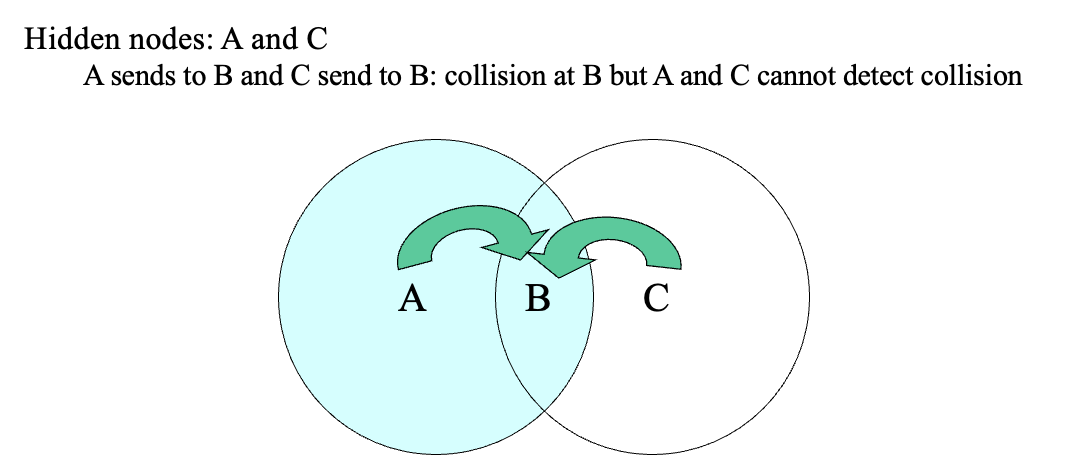 Hidden nodes: A and C
A sends to B and C send to B: collision at B but A and C cannot detect collision
A B C